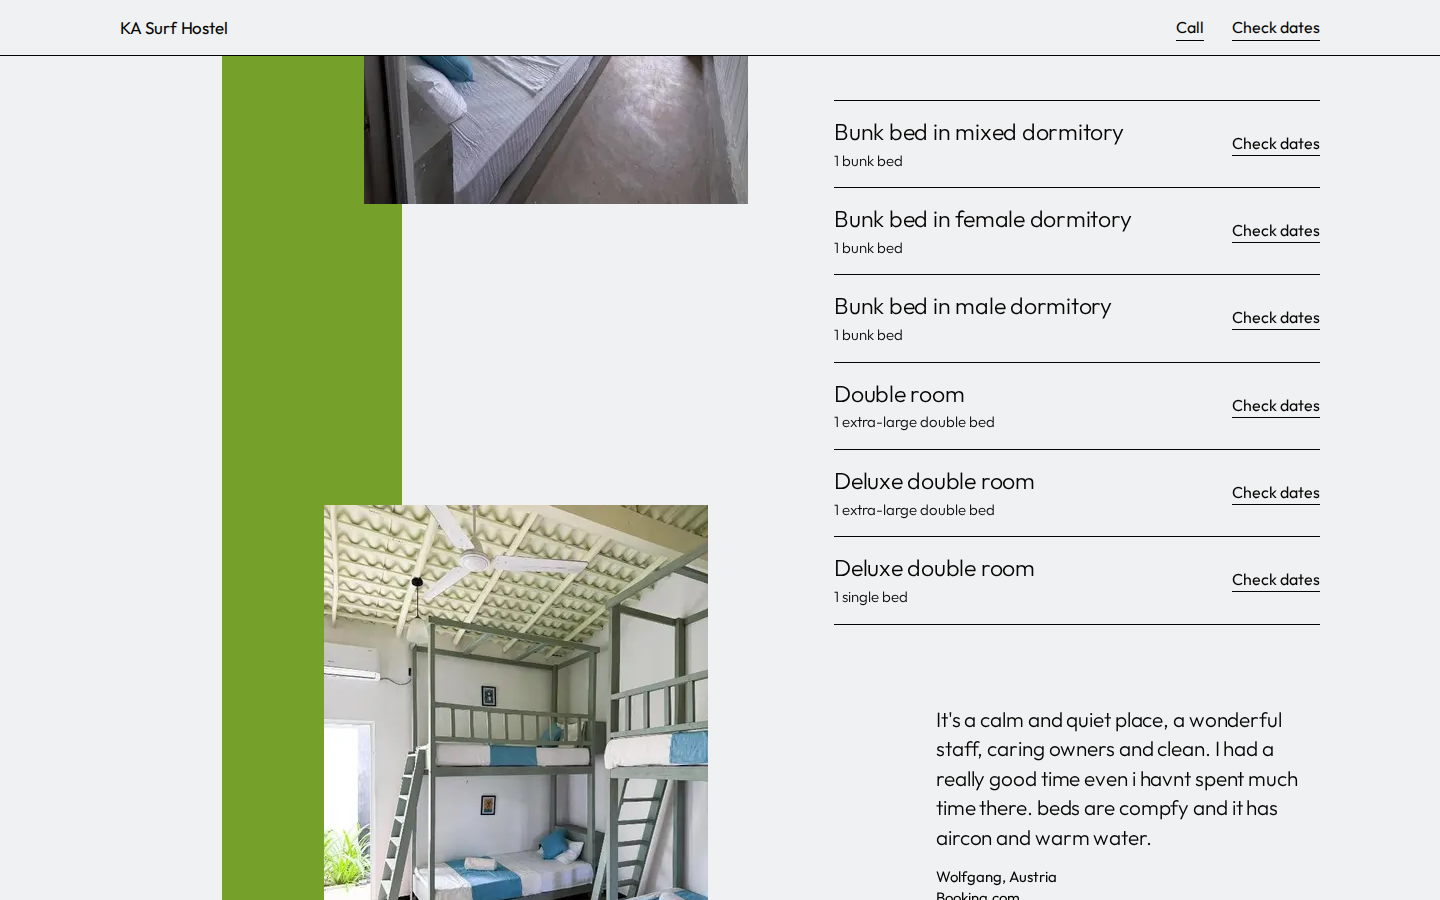 KA Surf Hostel
Call
Check dates
Bunk bed in mixed dormitory
1 bunk bed
Check dates
Bunk bed in female dormitory
1 bunk bed
Check dates
Bunk bed in male dormitory
1 bunk bed
Check dates
Double room
1 extra-large double bed
Check dates
Deluxe double room
1 extra-large double bed
Check dates
Deluxe double room
1 single bed
Check dates
It's a calm and quiet place, a wonderful
staff, caring owners and clean. I had a
really good time even i havnt spent much
time there. beds are compfy and it has
aircon and warm water.
Wolfgang, Austria
Booking.com